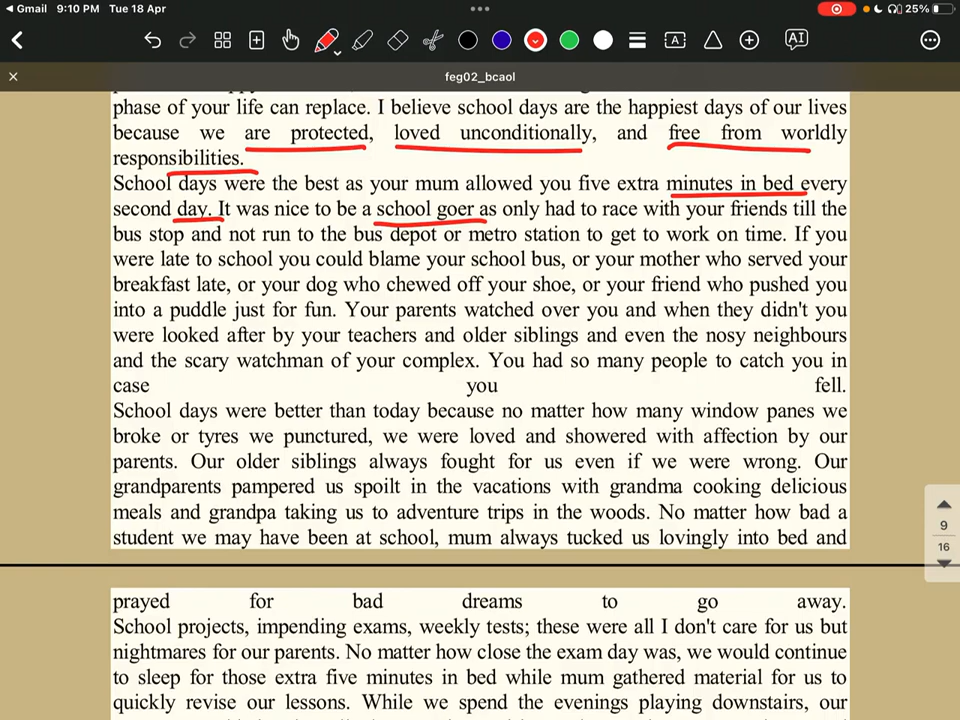 Gmail 9:10 PM Tue 18 Apr 25%
A AI
feg02_bcaol
phase of your life can replace. I believe school days are the happiest days of our lives
because we are protected, loved unconditionally, and free from worldly
responsibilities.
School days were the best as your mum allowed you five extra minutes in bed every
second day. It was nice to be a school goer as only had to race with your friends till the
bus stop and not run to the bus depot or metro station to get to work on time. If you
were late to school you could blame your school bus, or your mother who served your
breakfast late, or your dog who chewed off your shoe, or your friend who pushed you
into a puddle just for fun. Your parents watched over you and when they didn't you
were looked after by your teachers and older siblings and even the nosy neighbours
and the scary watchman of your complex. You had so many people to catch you in
case you fell.
School days were better than today because no matter how many window panes we
broke or tyres we punctured, we were loved and showered with affection by our
parents. Our older siblings always fought for us even if we were wrong. Our
grandparents pampered us spoilt in the vacations with grandma cooking delicious
meals and grandpa taking us to adventure trips in the woods. No matter how bad a
student we may have been at school, mum always tucked us lovingly into bed and
9
16
prayed for bad dreams to go away.
School projects, impending exams, weekly tests; these were all I don't care for us but
nightmares for our parents. No matter how close the exam day was, we would continue
to sleep for those extra five minutes in bed while mum gathered material for us to
quickly revise our lessons. While we spend the evenings playing downstairs, our